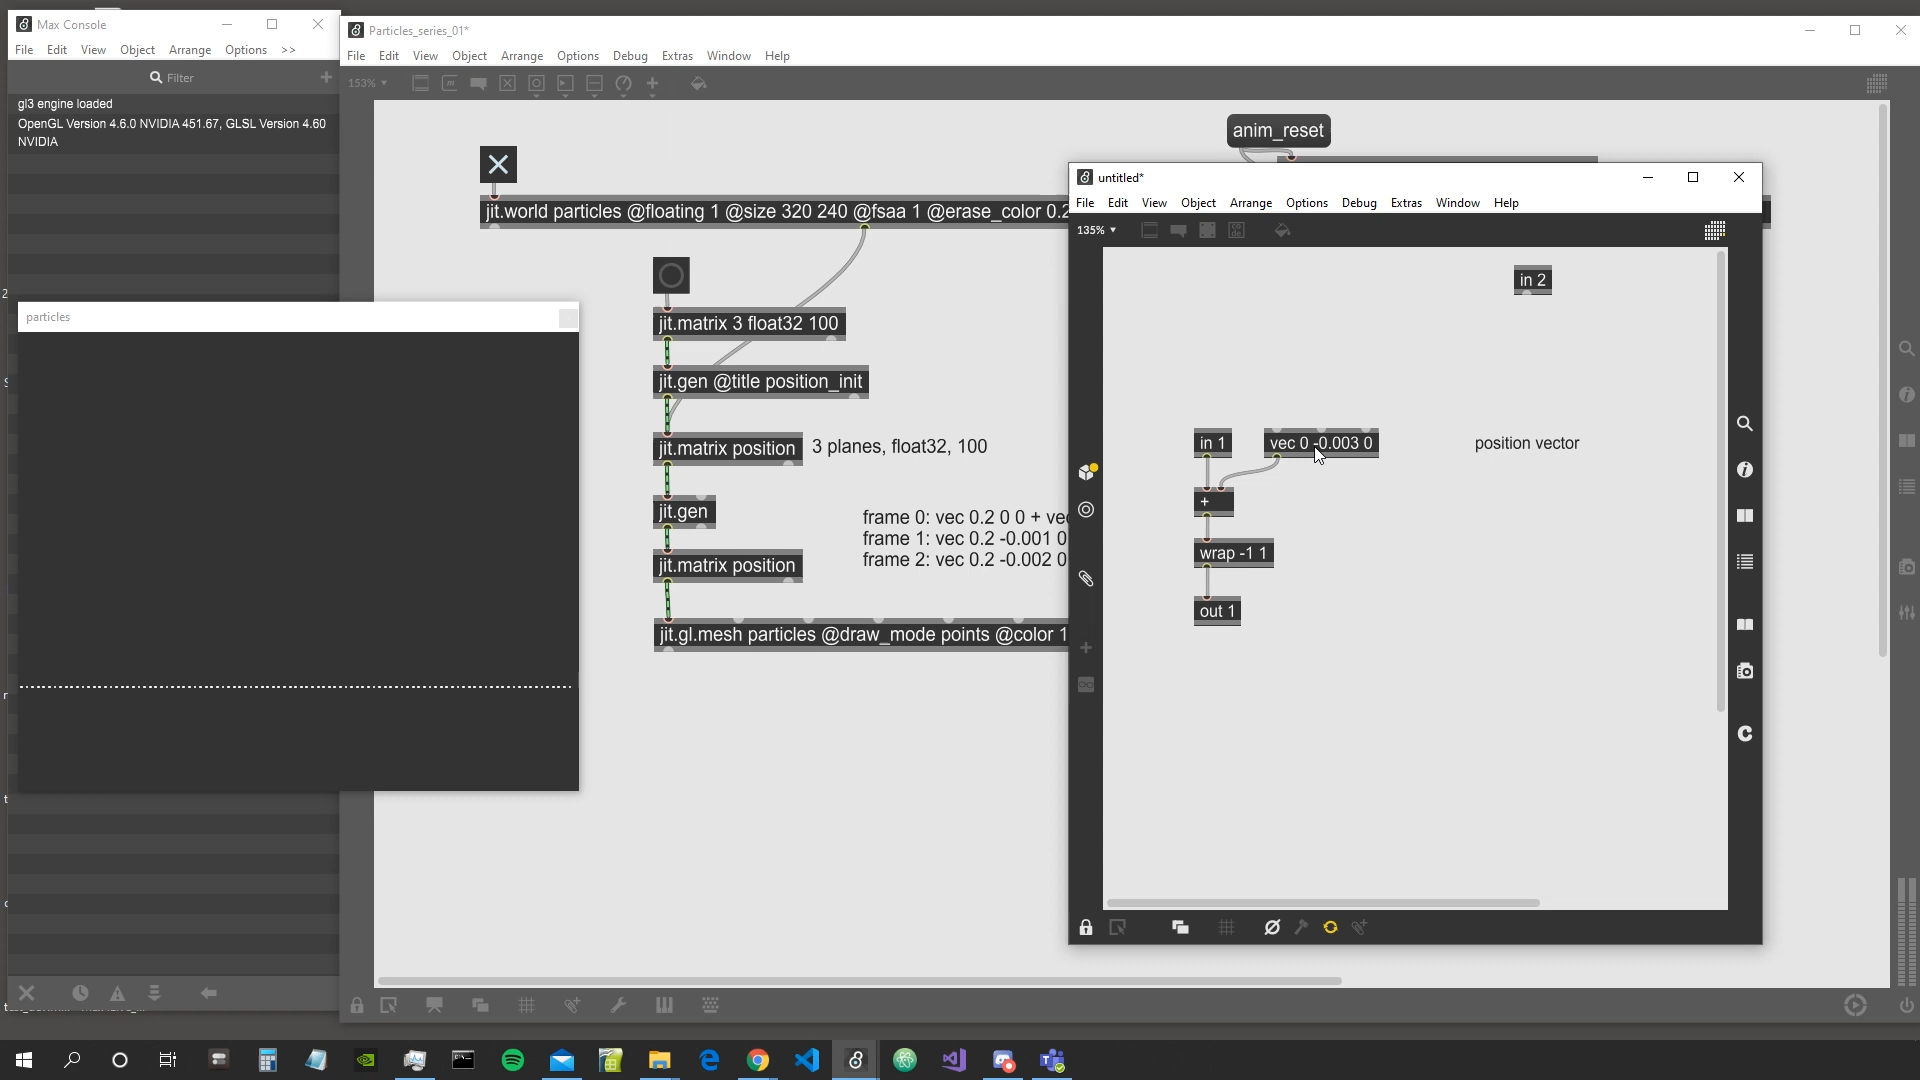 Max Console
File Edit View Object Arrange Options >>
Filter
gl3 engine loaded
OpenGL Version 4.6.0 NVIDIA 451.67, GLSL Version 4.60
NVIDIA
Particles_series_01*
File Edit View Object Arrange Debug Options Extras Window Help
153%
anim_reset
jit.world particles @floating 1 @size 320 240 @fsaa 1 @erase_color 0.2
jit.matrix 3 float32 100
jit.gen @title position_init
jit.matrix position
3 planes, float32, 100
jit.gen
frame 0: vec 0.2 0 0 + vec
frame 1: vec 0.2 -0.001 0
frame 2: vec 0.2 -0.002 0
jit.matrix position
jit.gl.mesh particles @draw_mode points @color 1
particles
untitled*
File Edit View Object Arrange Options Debug Extras Window Help
135%
in 2
in 1
vec 0 -0.003 0
position vector
+
wrap -1 1
out 1